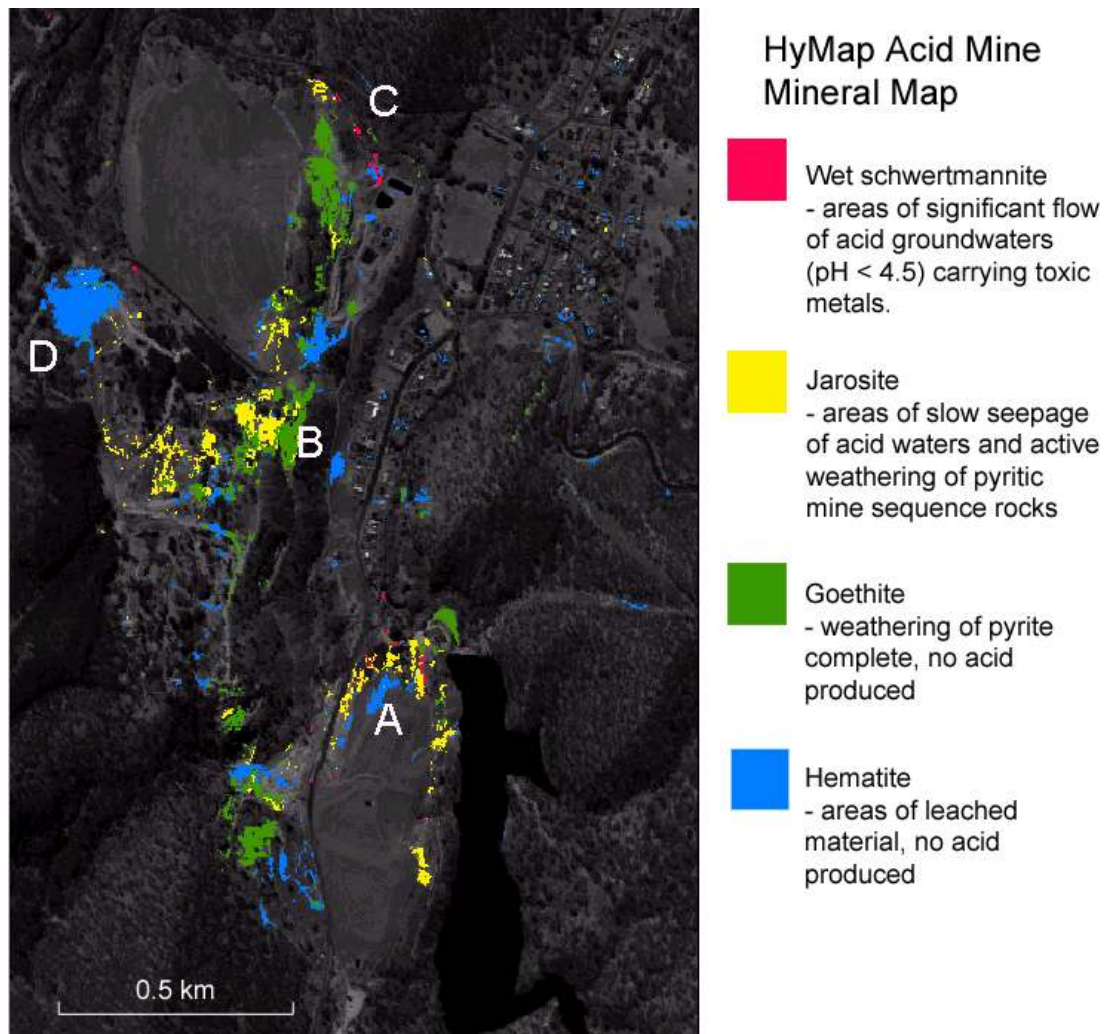 HyMap Acid Mine
Mineral Map
Wet schwertmannite
- areas of significant flow
of acid groundwaters
(pH < 4.5) carrying toxic
metals.
Jarosite
- areas of slow seepage
of acid waters and active
weathering of pyritic
mine sequence rocks
Goethite
- weathering of pyrite
complete, no acid
produced
Hematite
- areas of leached
material, no acid
produced
C
D
B
A
0.5 km